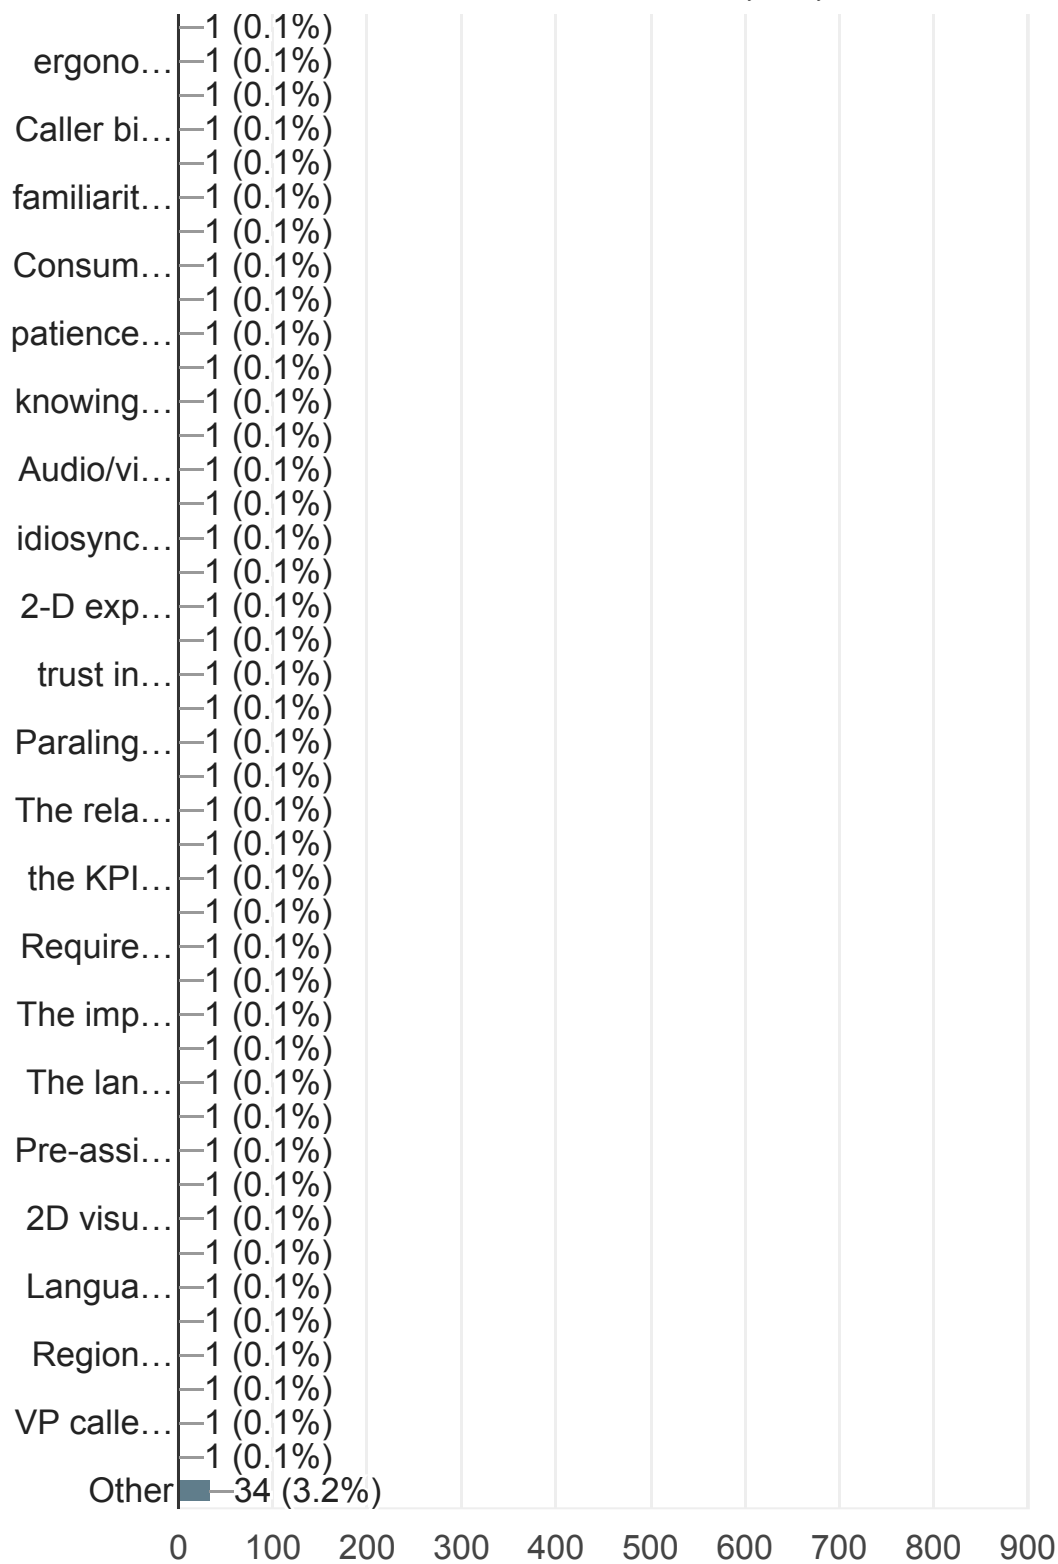 1 (0.1%)
ergono… 1 (0.1%)
1 (0.1%)
Caller bi… 1 (0.1%)
1 (0.1%)
familiarit… 1 (0.1%)
1 (0.1%)
Consum… 1 (0.1%)
1 (0.1%)
patience… 1 (0.1%)
1 (0.1%)
knowing… 1 (0.1%)
1 (0.1%)
Audio/vi… 1 (0.1%)
1 (0.1%)
idiosync… 1 (0.1%)
1 (0.1%)
2-D exp… 1 (0.1%)
1 (0.1%)
trust in… 1 (0.1%)
1 (0.1%)
Paraling… 1 (0.1%)
1 (0.1%)
The rela… 1 (0.1%)
1 (0.1%)
the KPI… 1 (0.1%)
1 (0.1%)
Require… 1 (0.1%)
1 (0.1%)
The imp… 1 (0.1%)
1 (0.1%)
The lan… 1 (0.1%)
1 (0.1%)
Pre-assi… 1 (0.1%)
1 (0.1%)
2D visu… 1 (0.1%)
1 (0.1%)
Langua… 1 (0.1%)
1 (0.1%)
Region… 1 (0.1%)
1 (0.1%)
VP calle… 1 (0.1%)
1 (0.1%)
Other 34 (3.2%)
0 100 200 300 400 500 600 700 800 900